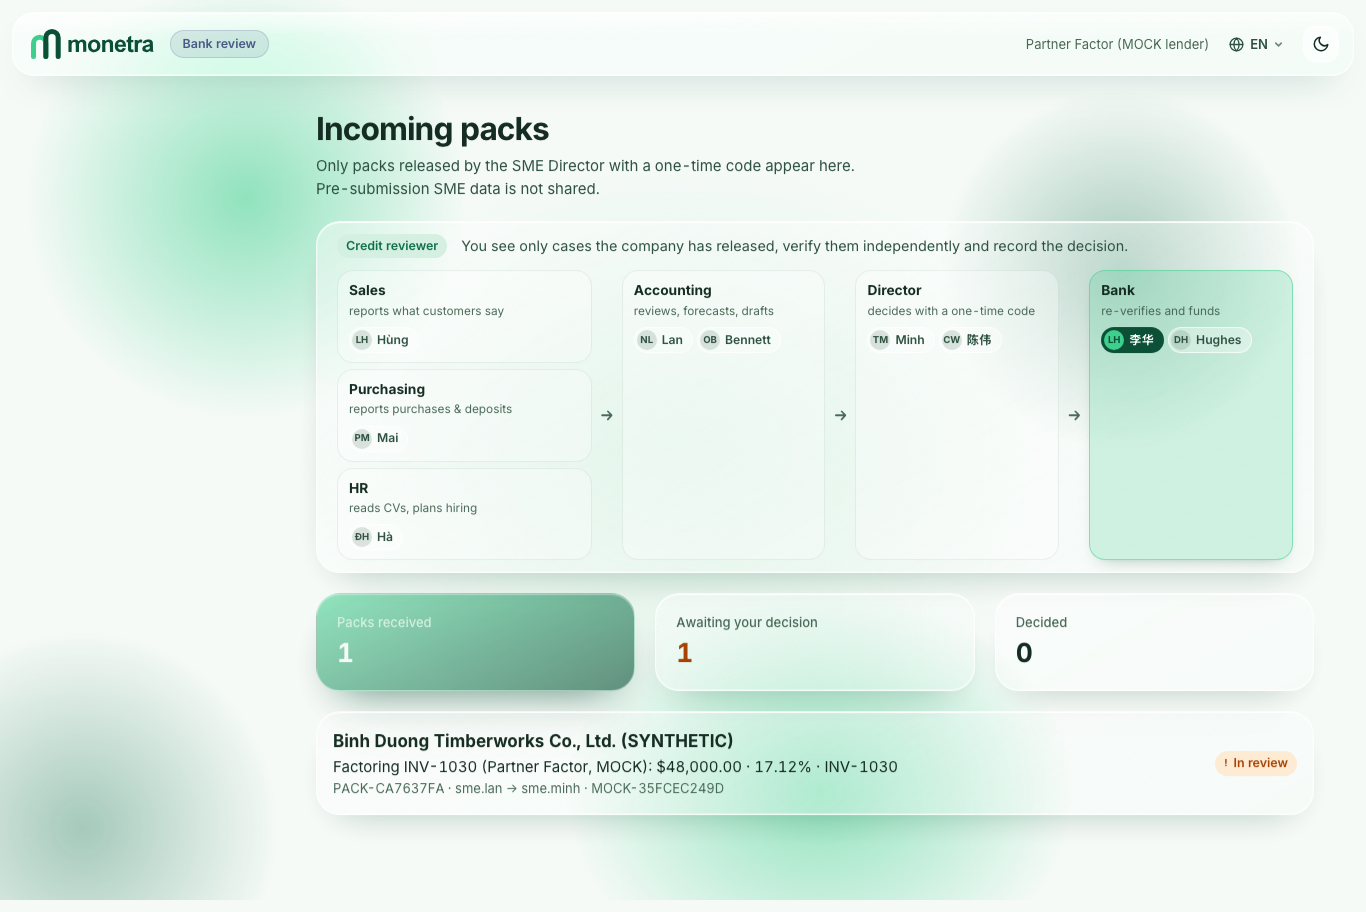 monetra
Bank review
Partner Factor (MOCK lender)
EN
Incoming packs
Only packs released by the SME Director with a one-time code appear here.
Pre-submission SME data is not shared.
Credit reviewer
You see only cases the company has released, verify them independently and record the decision.
Sales
reports what customers say
LH Hùng
Purchasing
reports purchases & deposits
PM Mai
HR
reads CVs, plans hiring
ĐH Hà
→
Accounting
reviews, forecasts, drafts
NL Lan OB Bennett
→
Director
decides with a one-time code
TM Minh CW 陈伟
→
Bank
re-verifies and funds
LH 李华 DH Hughes
Packs received
1
Awaiting your decision
1
Decided
0
Binh Duong Timberworks Co., Ltd. (SYNTHETIC)
Factoring INV-1030 (Partner Factor, MOCK): $48,000.00 · 17.12% · INV-1030
PACK-CA7637FA · sme.lan → sme.minh · MOCK-35FCEC249D
! In review